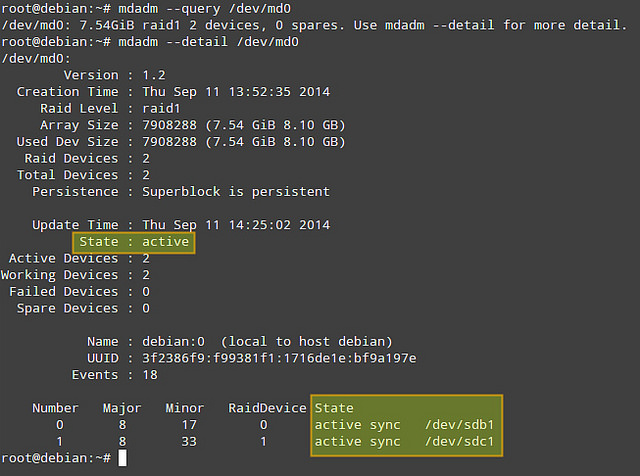 root@debian:~# mdadm --query /dev/md0
/dev/md0: 7.54GiB raid1 2 devices, 0 spares. Use mdadm --detail for more detail.
root@debian:~# mdadm --detail /dev/md0
/dev/md0:
Version : 1.2
Creation Time : Thu Sep 11 13:52:35 2014
Raid Level : raid1
Array Size : 7908288 (7.54 GiB 8.10 GB)
Used Dev Size : 7908288 (7.54 GiB 8.10 GB)
Raid Devices : 2
Total Devices : 2
Persistence : Superblock is persistent
Update Time : Thu Sep 11 14:25:02 2014
State : active
Active Devices : 2
Working Devices : 2
Failed Devices : 0
Spare Devices : 0
Name : debian:0  (local to host debian)
UUID : 3f2386f9:f99381f1:1716de1e:bf9a197e
Events : 18
Number   Major   Minor   RaidDevice State
0       8       17        0      active sync   /dev/sdb1
1       8       33        1      active sync   /dev/sdc1
root@debian:~#